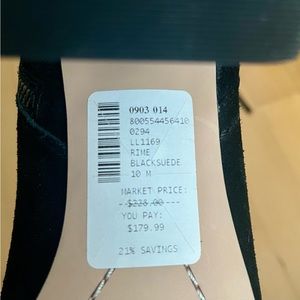 0903 014
800554456410
0294
LL1169
RIME
BLACKSUEDE
10 M
MARKET PRICE:
$228.00
YOU PAY:
$179.99
21% SAVINGS